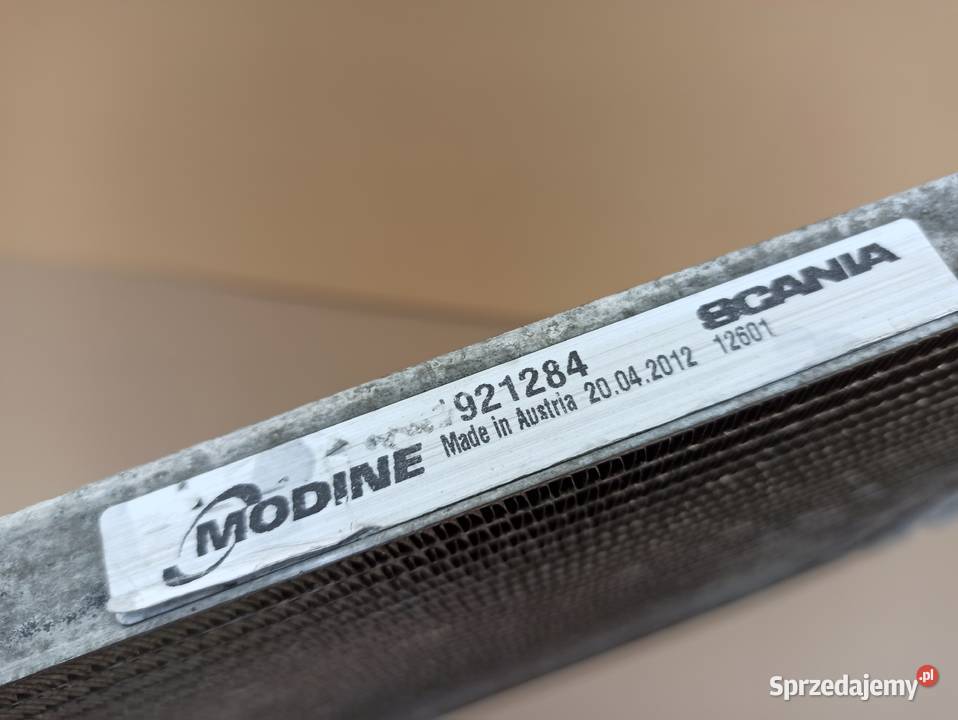 MODINE
921284
Made in Austria 20.04.2012 12601
SCANIA
Sprzedajemy.pl